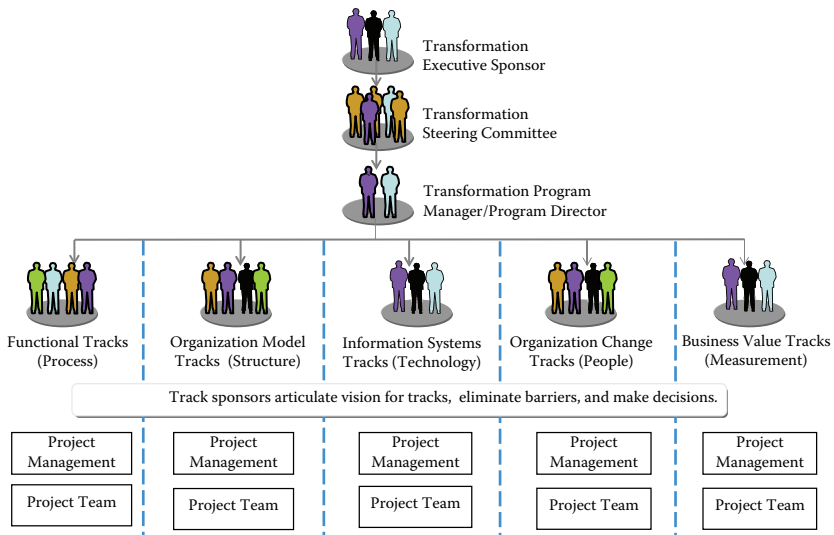 Transformation
Executive Sponsor
Transformation
Steering Committee
Transformation Program
Manager/Program Director
Functional Tracks
(Process)
Organization Model
Tracks (Structure)
Information Systems
Tracks (Technology)
Organization Change
Tracks (People)
Business Value Tracks
(Measurement)
Track sponsors articulate vision for tracks, eliminate barriers, and make decisions.
Project
Management
Project
Management
Project
Management
Project
Management
Project
Management
Project Team
Project Team
Project Team
Project Team
Project Team